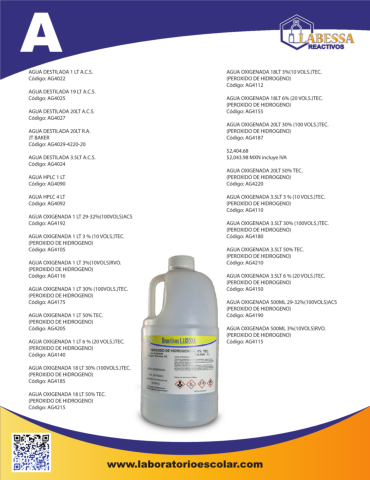 A
LABESSA
REACTIVOS
AGUA DESTILADA 1 LT A.C.S.
Código: AG4022
AGUA DESTILADA 19 LT A.C.S.
Código: AG4025
AGUA DESTILADA 20LT A.C.S.
Código: AG4027
AGUA DESTILADA 20LT R.A.
JT BAKER
Código: AG4029-4220-20
AGUA DESTILADA 3.5LT A.C.S.
Código: AG4024
AGUA HPLC 1 LT
Código: AG4090
AGUA HPLC 4 LT
Código: AG4092
AGUA OXIGENADA 1 LT 29-32%(100VOLS)ACS
Código: AG4192
AGUA OXIGENADA 1 LT 3 % (10 VOLS.)TEC.
(PEROXIDO DE HIDROGENO)
Código: AG4105
AGUA OXIGENADA 1 LT 3%(10VOLS)RVO.
(PEROXIDO DE HIDROGENO)
Código: AG4116
AGUA OXIGENADA 1 LT 30% (100VOLS.)TEC.
(PEROXIDO DE HIDROGENO)
Código: AG4175
AGUA OXIGENADA 1 LT 50% TEC.
(PEROXIDO DE HIDROGENO)
Código: AG4205
AGUA OXIGENADA 1 LT 6 % (20 VOLS.)TEC.
(PEROXIDO DE HIDROGENO)
Código: AG4140
AGUA OXIGENADA 18 LT 30% (100VOLS.)TEC.
(PEROXIDO DE HIDROGENO)
Código: AG4185
AGUA OXIGENADA 18 LT 50% TEC.
(PEROXIDO DE HIDROGENO)
Código: AG4215
AGUA OXIGENADA 18LT 3%(10 VOLS.)TEC.
(PEROXIDO DE HIDROGENO)
Código: AG4112
AGUA OXIGENADA 18LT 6% (20 VOLS.)TEC.
(PEROXIDO DE HIDROGENO)
Código: AG4155
AGUA OXIGENADA 20LT 30% (100 VOLS.)TEC.
(PEROXIDO DE HIDROGENO)
Código: AG4187
$2,404.68
$2,043.98 MXN incluye IVA
AGUA OXIGENADA 20LT 50% TEC.
(PEROXIDO DE HIDROGENO)
Código: AG4220
AGUA OXIGENADA 3.5LT 3 % (10 VOLS.)TEC.
(PEROXIDO DE HIDROGENO)
Código: AG4110
AGUA OXIGENADA 3.5LT 30% (100VOLS.)TEC.
(PEROXIDO DE HIDROGENO)
Código: AG4180
AGUA OXIGENADA 3.5LT 50% TEC.
(PEROXIDO DE HIDROGENO)
Código: AG4210
AGUA OXIGENADA 3.5LT 6 % (20 VOLS.)TEC.
(PEROXIDO DE HIDROGENO)
Código: AG4150
AGUA OXIGENADA 500ML 29-32%(100VOLS)ACS
(PEROXIDO DE HIDROGENO)
Código: AG4190
AGUA OXIGENADA 500ML 3%(10VOLS)RVO.
(PEROXIDO DE HIDROGENO)
Código: AG4115
Reactivos LABESSA
PEROXIDO DE HIDROGENO
www.laboratorioescolar.com